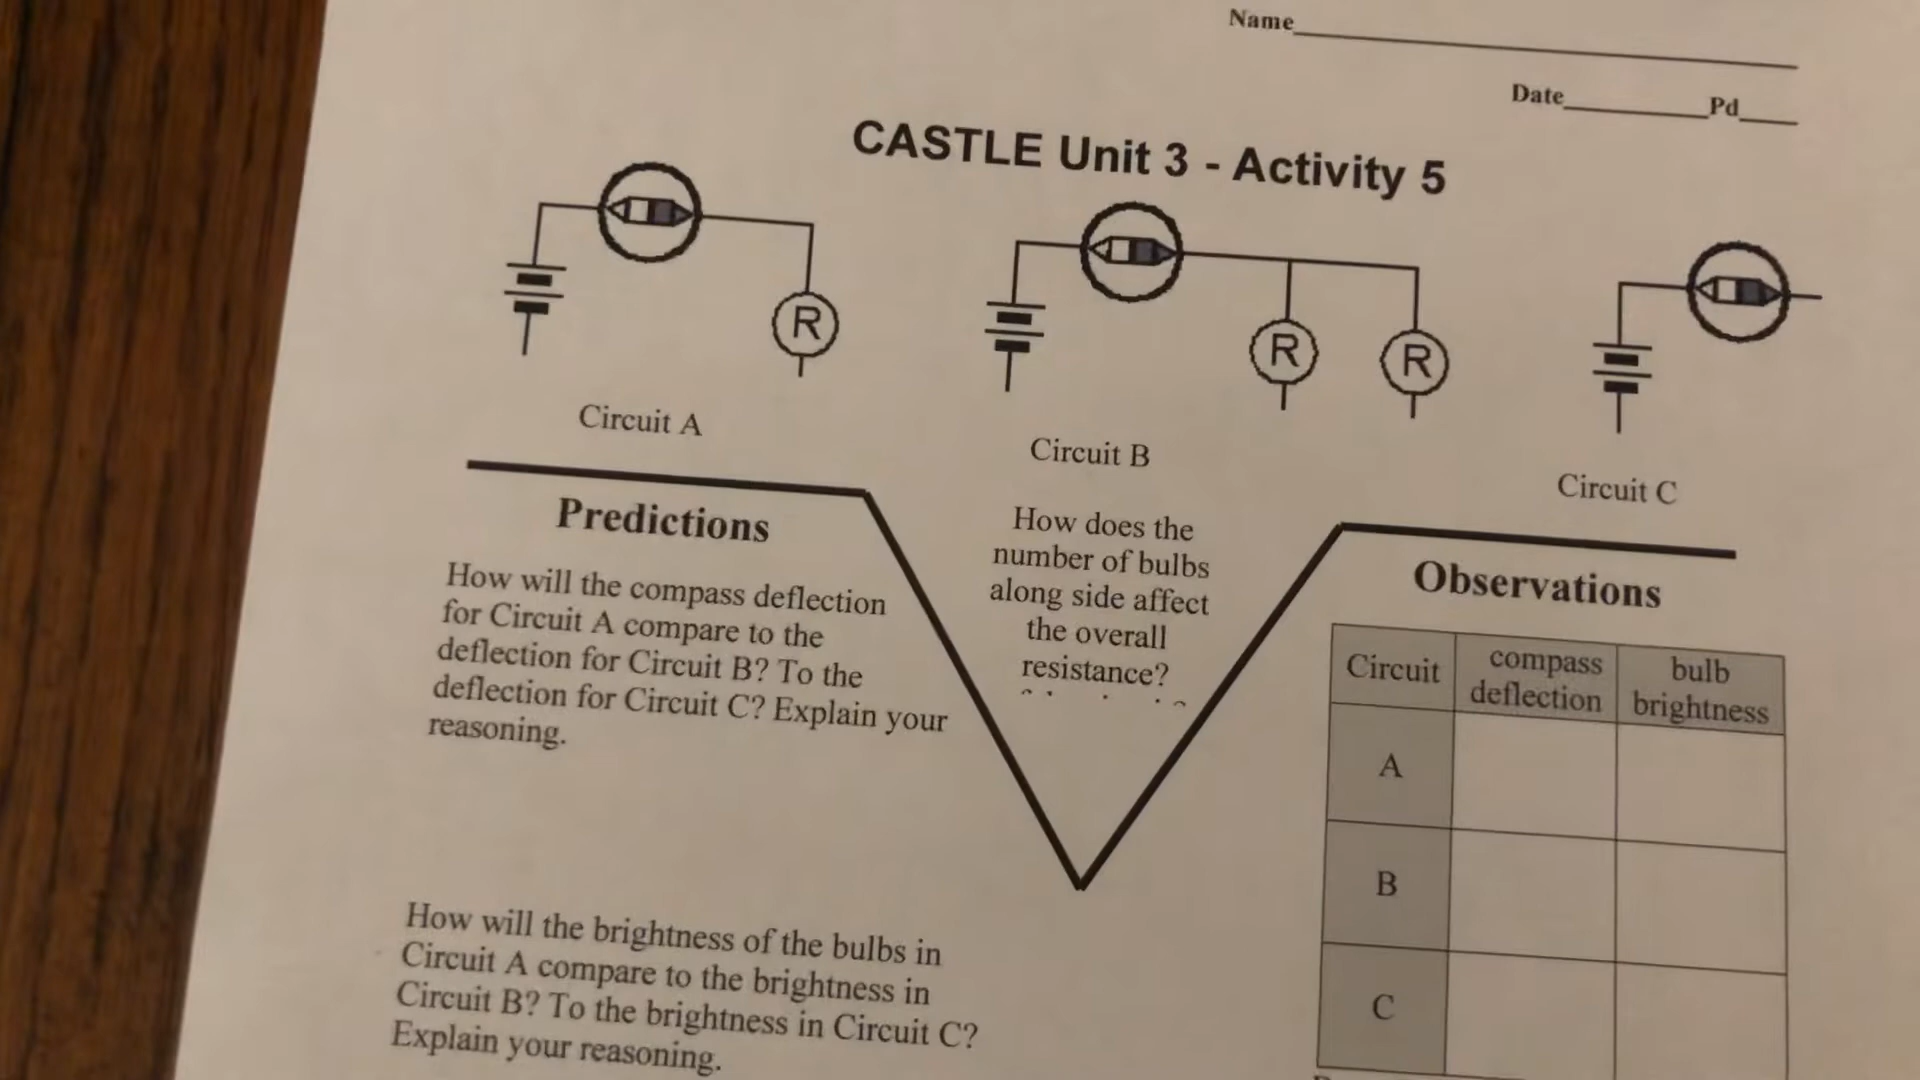 Name
Date Pd
CASTLE Unit 3 - Activity 5
R
R
R
Circuit A
Circuit B
Circuit C
Predictions
How will the compass deflection
for Circuit A compare to the
deflection for Circuit B? To the
deflection for Circuit C? Explain your
reasoning.
How will the brightness of the bulbs in
Circuit A compare to the brightness in
Circuit B? To the brightness in Circuit C?
Explain your reasoning.
How does the
number of bulbs
along side affect
the overall
resistance?
Observations
Circuit compass deflection bulb brightness
A
B
C